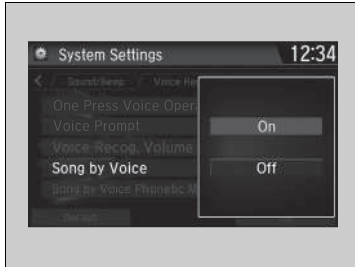 System Settings 12:34
Sound/Beep / Voice Re
One Press Voice Oper
Voice Prompt
On
Voice Recog. Volume
Song by Voice
Off
Song by Voice Phonetic M
Default